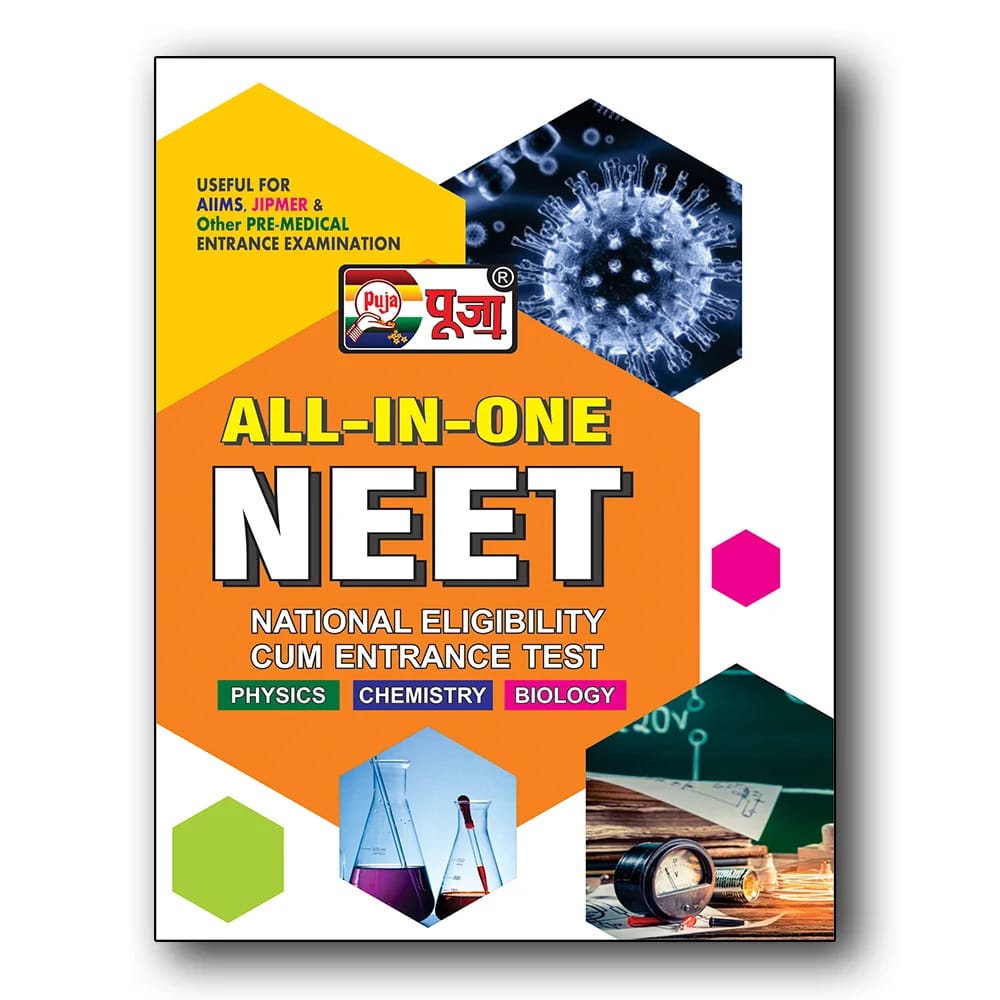 USEFUL FOR
AIIMS, JIPMER &
Other PRE-MEDICAL
ENTRANCE EXAMINATION
Puja
पूजा
®
ALL-IN-ONE
NEET
NATIONAL ELIGIBILITY
CUM ENTRANCE TEST
PHYSICS CHEMISTRY BIOLOGY